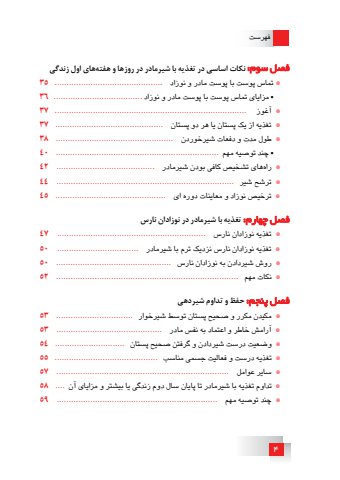 فهرست
فصل سوم: نکات اساسی در تغذیه با شیرمادر در روزها و هفته‌های اول زندگی
تماس پوست با پوست مادر و نوزاد ۳۵
• مزایای تماس پوست با پوست مادر و نوزاد ۳۶
آغوز ۳۷
تغذیه از یک پستان یا هر دو پستان ۳۷
طول مدت و دفعات شیرخوردن ۳۸
• چند توصیه مهم ۴۰
راه‌های تشخیص کافی بودن شیرمادر ۴۲
ترشح شیر ۴۴
ترخیص نوزاد و معاینات دوره ای ۴۵
فصل چهارم: تغذیه با شیرمادر در نوزادان نارس
تغذیه نوزادان نارس ۴۷
تغذیه نوزادان نارس نزدیک ترم با شیرمادر ۵۰
روش شیردادن به نوزادان نارس ۵۰
نکات مهم ۵۲
فصل پنجم: حفظ و تداوم شیردهی
مکیدن مکرر و صحیح پستان توسط شیرخوار ۵۳
آرامش خاطر و اعتماد به نفس مادر ۵۳
وضعیت درست شیردادن و گرفتن صحیح پستان ۵۴
تغذیه درست و فعالیت جسمی مناسب ۵۵
سایر عوامل ۵۷
تداوم تغذیه با شیرمادر تا پایان سال دوم زندگی یا بیشتر و مزایای آن ۵۸
چند توصیه مهم ۵۹
۴